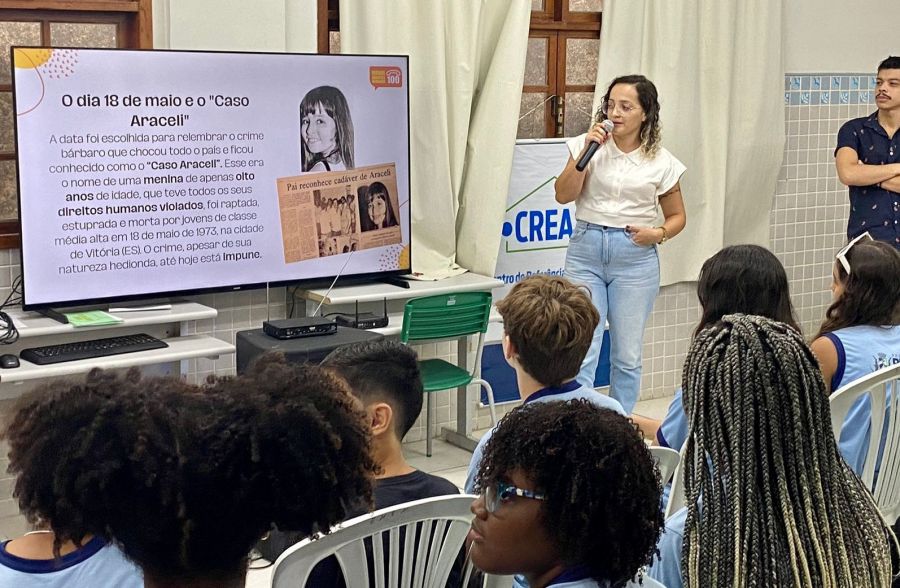 O dia 18 de maio e o "Caso
Araceli"
A data foi escolhida para relembrar o crime
bárbaro que chocou todo o país e ficou
conhecido como o "Caso Araceli". Esse era
o nome de uma menina de apenas oito
anos de idade, que teve todos os seus
direitos humanos violados, foi raptada,
estuprada e morta por jovens de classe
média alta em 18 de maio de 1973, na cidade
de Vitória (ES). O crime, apesar de sua
natureza hedionda, até hoje está impune.
100
Pai reconhece cadáver de Araceli
CREA
ntro de Referência